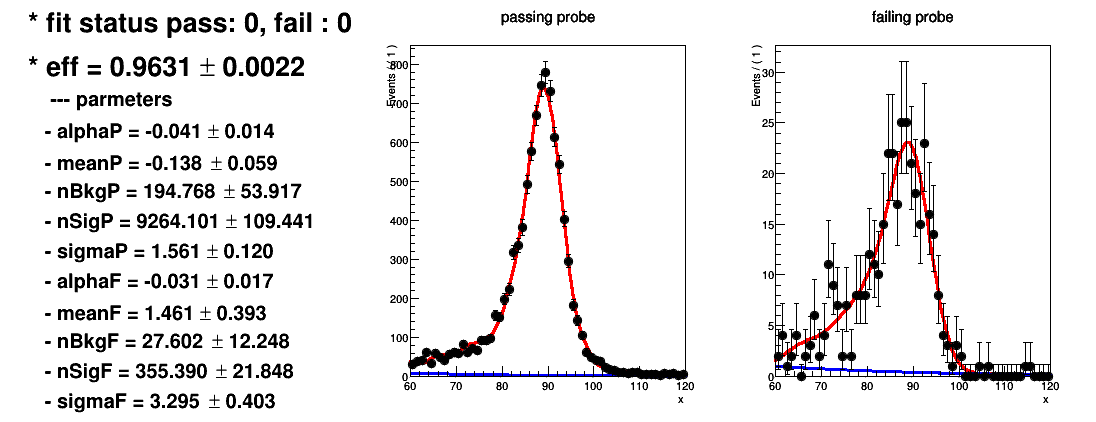 * fit status pass: 0, fail : 0
* eff = 0.9631 ± 0.0022
--- parmeters
- alphaP = -0.041 ± 0.014
- meanP = -0.138 ± 0.059
- nBkgP = 194.768 ± 53.917
- nSigP = 9264.101 ± 109.441
- sigmaP = 1.561 ± 0.120
- alphaF = -0.031 ± 0.017
- meanF = 1.461 ± 0.393
- nBkgF = 27.602 ± 12.248
- nSigF = 355.390 ± 21.848
- sigmaF = 3.295 ± 0.403
passing probe
Events / ( 1 )
800
700
600
500
400
300
200
100
0
60 70 80 90 100 110 120
x
failing probe
Events / ( 1 )
30
25
20
15
10
5
0
60 70 80 90 100 110 120
x